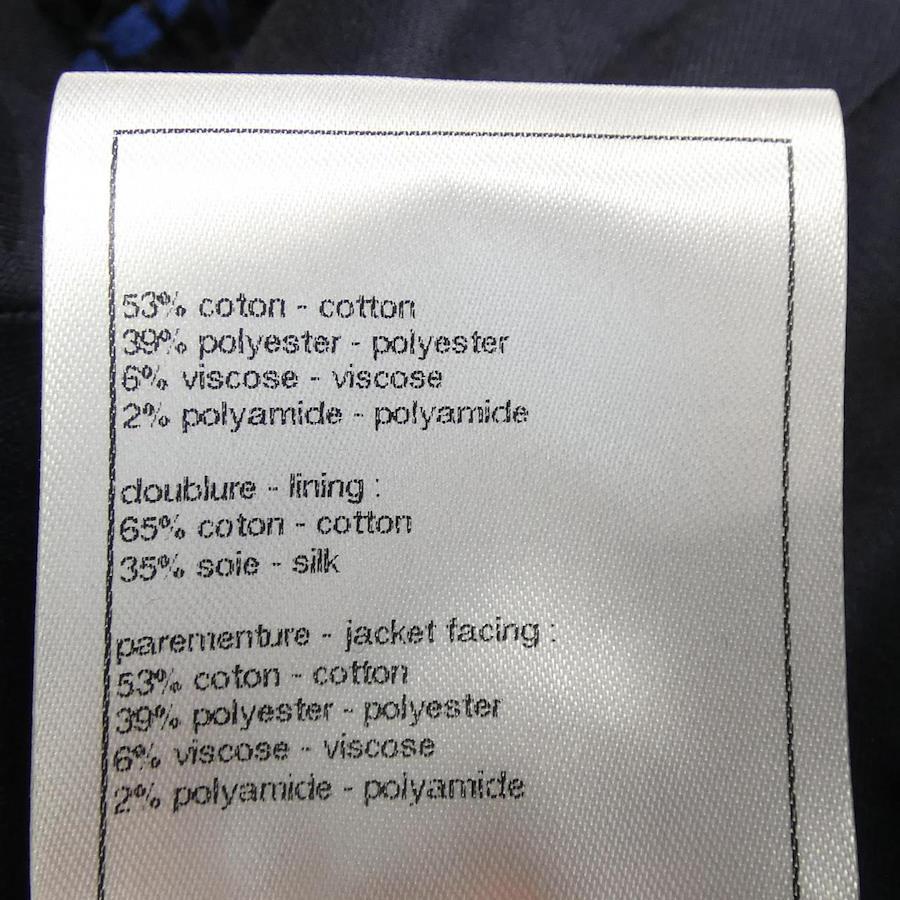 53% coton - cotton
39% polyester - polyester
6% viscose - viscose
2% polyamide - polyamide
doublure - lining :
65% coton - cotton
35% soie - silk
parementure - jacket facing :
53% coton - cotton
39% polyester - polyester
6% viscose - viscose
2% polyamide - polyamide